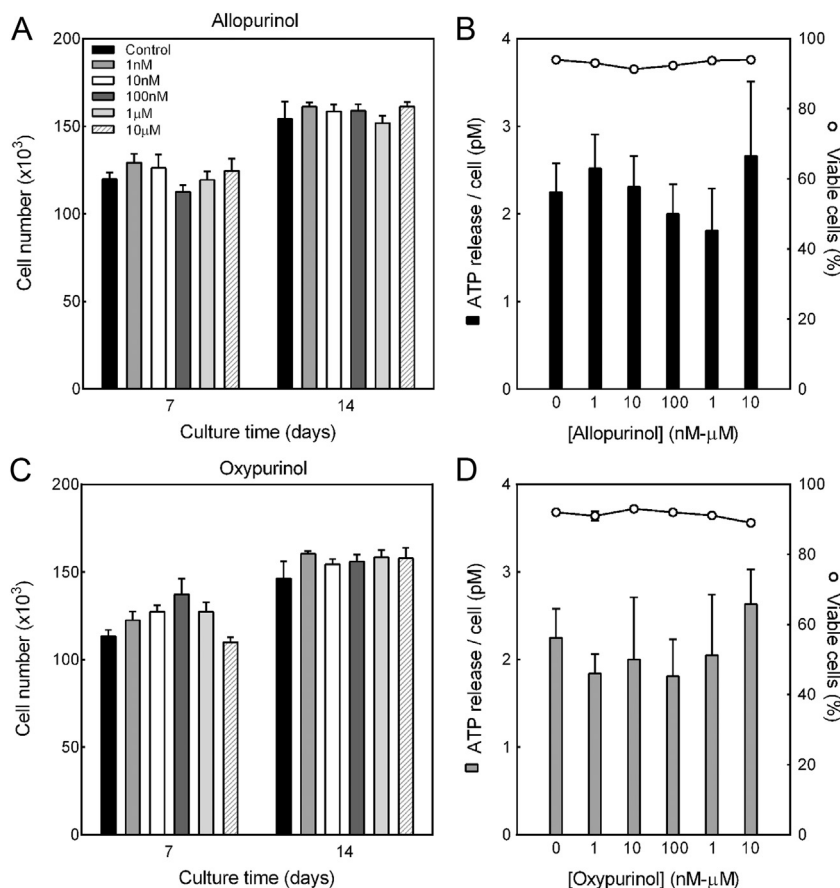 A
Allopurinol
200
150
100
50
0
Cell number (x103)
Control
1nM
10nM
100nM
1μM
10μM
7
14
Culture time (days)
B
4
3
2
1
0
ATP release / cell (pM)
100
80
60
40
20
0
Viable cells (%)
0 1 10 100 1 10
[Allopurinol] (nM-μM)
C
Oxypurinol
200
150
100
50
0
Cell number (x103)
7
14
Culture time (days)
D
4
3
2
1
0
ATP release / cell (pM)
100
80
60
40
20
0
Viable cells (%)
0 1 10 100 1 10
[Oxypurinol] (nM-μM)